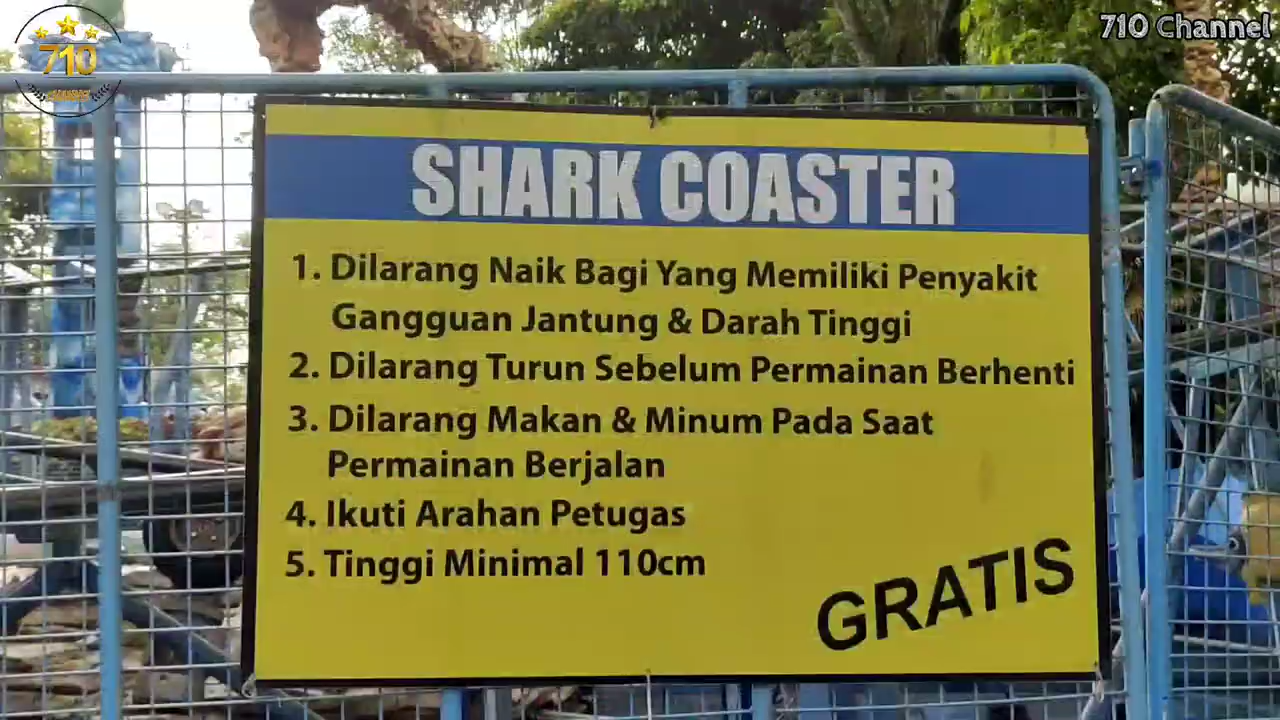 710
710 Channel
SHARK COASTER
1. Dilarang Naik Bagi Yang Memiliki Penyakit
Gangguan Jantung & Darah Tinggi
2. Dilarang Turun Sebelum Permainan Berhenti
3. Dilarang Makan & Minum Pada Saat
Permainan Berjalan
4. Ikuti Arahan Petugas
5. Tinggi Minimal 110cm
GRATIS